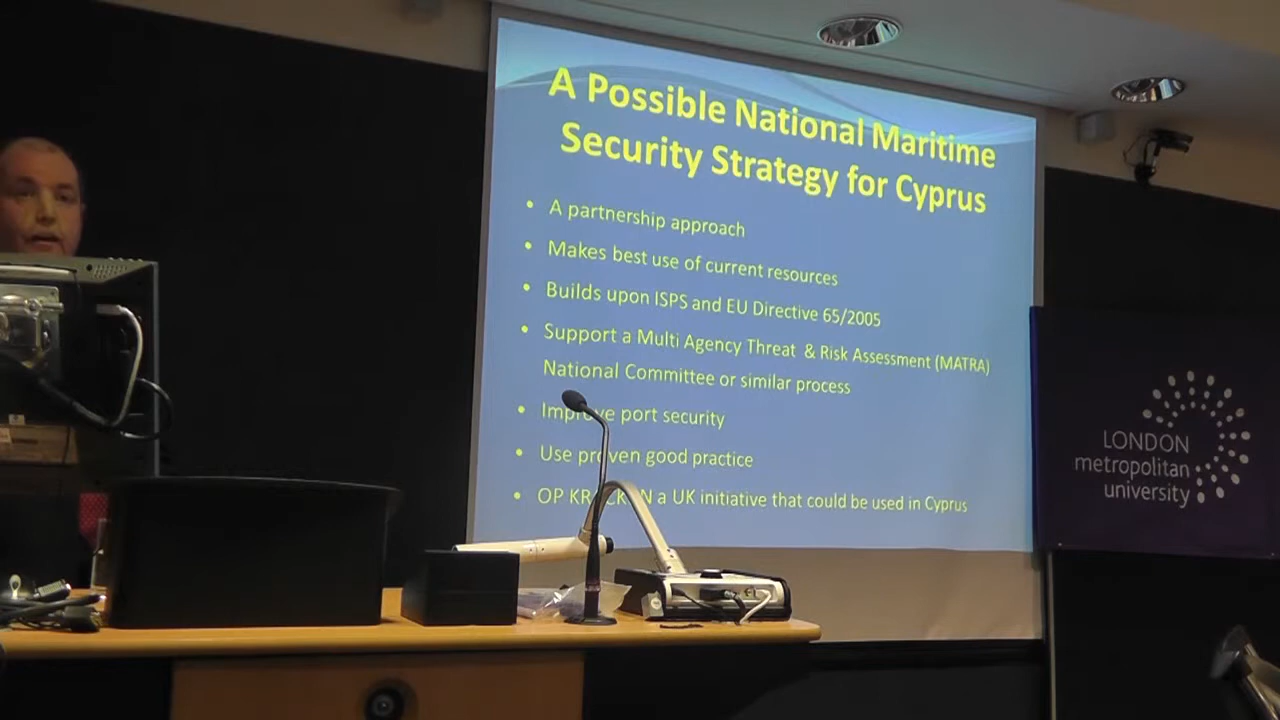 A Possible National Maritime
Security Strategy for Cyprus
• A partnership approach
• Makes best use of current resources
• Builds upon ISPS and EU Directive 65/2005
• Support a Multi Agency Threat & Risk Assessment (MATRA)
National Committee or similar process
• Improve port security
• Use proven good practice
• OP a UK initiative that could be used in Cyprus
LONDON
metropolitan
university